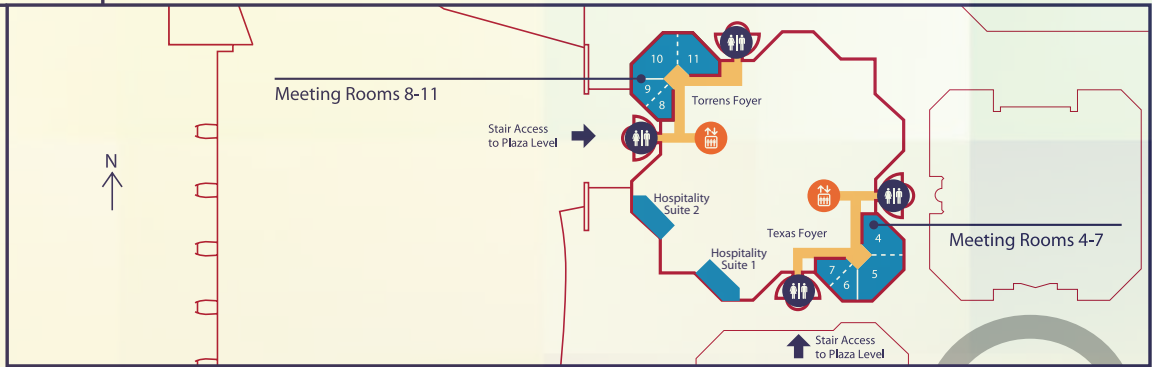 10
11
9
8
Meeting Rooms 8-11
Torrens Foyer
Stair Access
to Plaza Level
N
Hospitality
Suite 2
Texas Foyer
4
Meeting Rooms 4-7
Hospitality
Suite 1
7
5
6
Stair Access
to Plaza Level